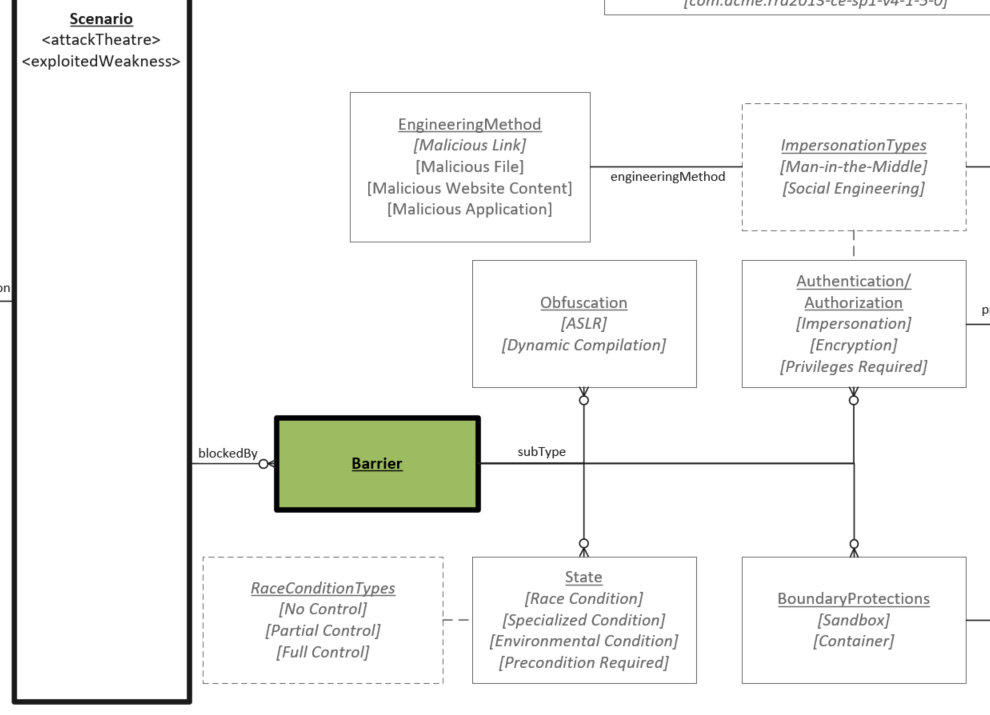 [com.acme.rfa2013-ce-sp1-v4-1-5-0]
Scenario
<attackTheatre>
<exploitedWeakness>
EngineeringMethod
[Malicious Link]
[Malicious File]
[Malicious Website Content]
[Malicious Application]
engineeringMethod
ImpersonationTypes
[Man-in-the-Middle]
[Social Engineering]
on
Obfuscation
[ASLR]
[Dynamic Compilation]
Authentication/
Authorization
[Impersonation]
[Encryption]
[Privileges Required]
blockedBy
Barrier
subType
RaceConditionTypes
[No Control]
[Partial Control]
[Full Control]
State
[Race Condition]
[Specialized Condition]
[Environmental Condition]
[Precondition Required]
BoundaryProtections
[Sandbox]
[Container]